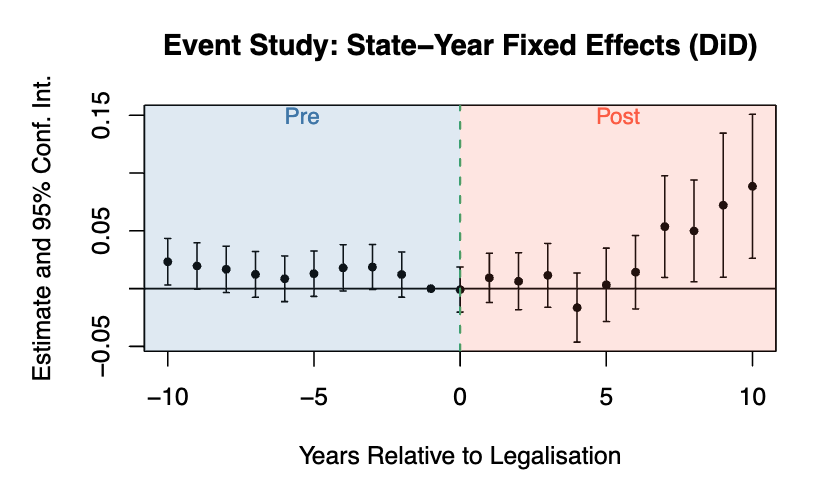 Event Study: State−Year Fixed Effects (DiD)
Estimate and 95% Conf. Int.
0.15
0.05
−0.05
Pre
Post
−10
−5
0
5
10
Years Relative to Legalisation